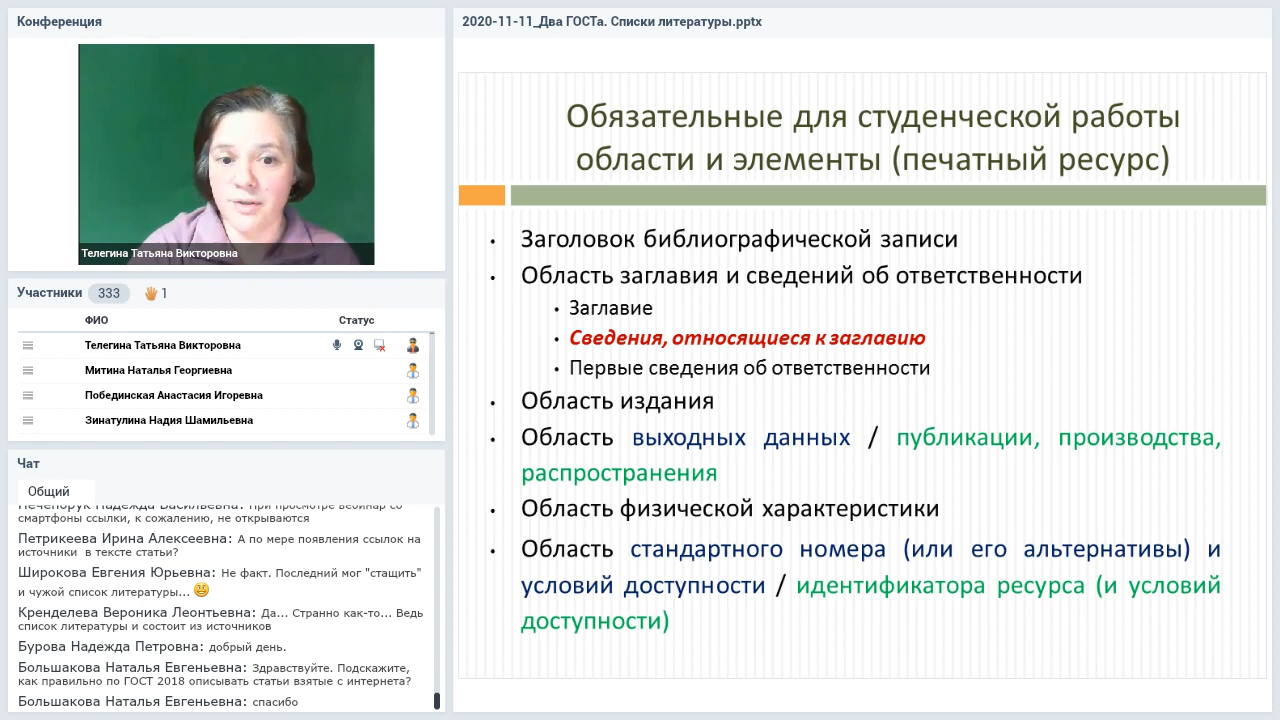 Конференция
Телегина Татьяна Викторовна
Участники 333 1
ФИО Статус
Телегина Татьяна Викторовна
Митина Наталья Георгиевна
Побединская Анастасия Игоревна
Зинатулина Надия Шамильевна
Чат
Общий
Печепорук Надежда Васильевна: При просмотре вебинар со
смартфоны ссылки, к сожалению, не открываются
Петрикеева Ирина Алексеевна: А по мере появления ссылок на
источники в тексте статьи?
Широкова Евгения Юрьевна: Не факт. Последний мог "стащить"
и чужой список литературы...
Кренделева Вероника Леонтьевна: Да... Странно как-то... Ведь
список литературы и состоит из источников
Бурова Надежда Петровна: добрый день.
Большакова Наталья Евгеньевна: Здравствуйте. Подскажите,
как правильно по ГОСТ 2018 описывать статьи взятые с интернета?
Большакова Наталья Евгеньевна: спасибо
2020-11-11_Два ГОСТа. Списки литературы.pptx
Обязательные для студенческой работы
области и элементы (печатный ресурс)
• Заголовок библиографической записи
• Область заглавия и сведений об ответственности
• Заглавие
• Сведения, относящиеся к заглавию
• Первые сведения об ответственности
• Область издания
• Область выходных данных / публикации, производства,
распространения
• Область физической характеристики
• Область стандартного номера (или его альтернативы) и
условий доступности / идентификатора ресурса (и условий
доступности)